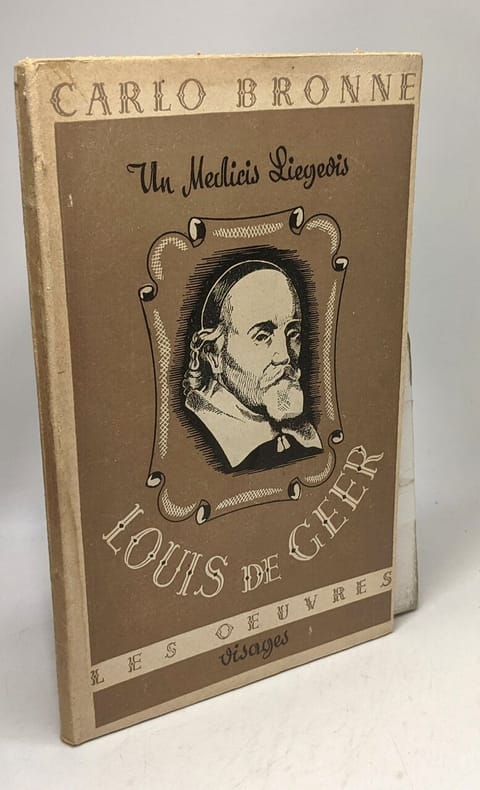 CARLO BRONNE
Un Medicis Liegeois
LOUIS DE GEER
LES OEUVRES
visages